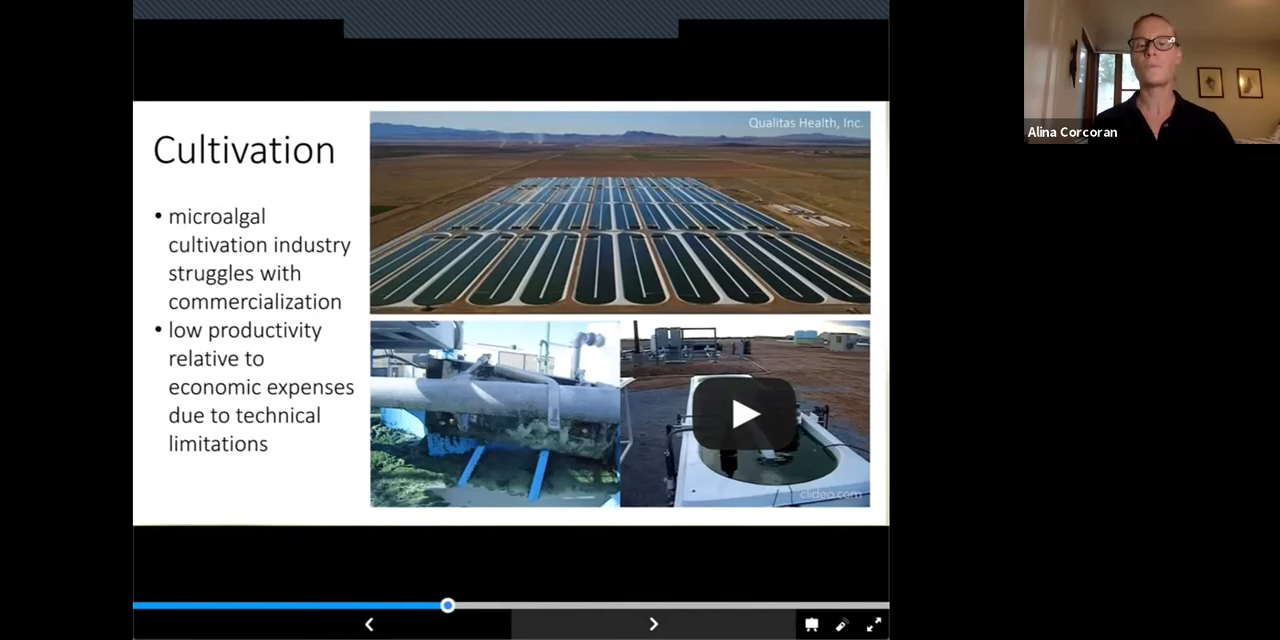 Cultivation
• microalgal
cultivation industry
struggles with
commercialization
• low productivity
relative to
economic expenses
due to technical
limitations
Qualitas Health, Inc.
clideo.com
Alina Corcoran